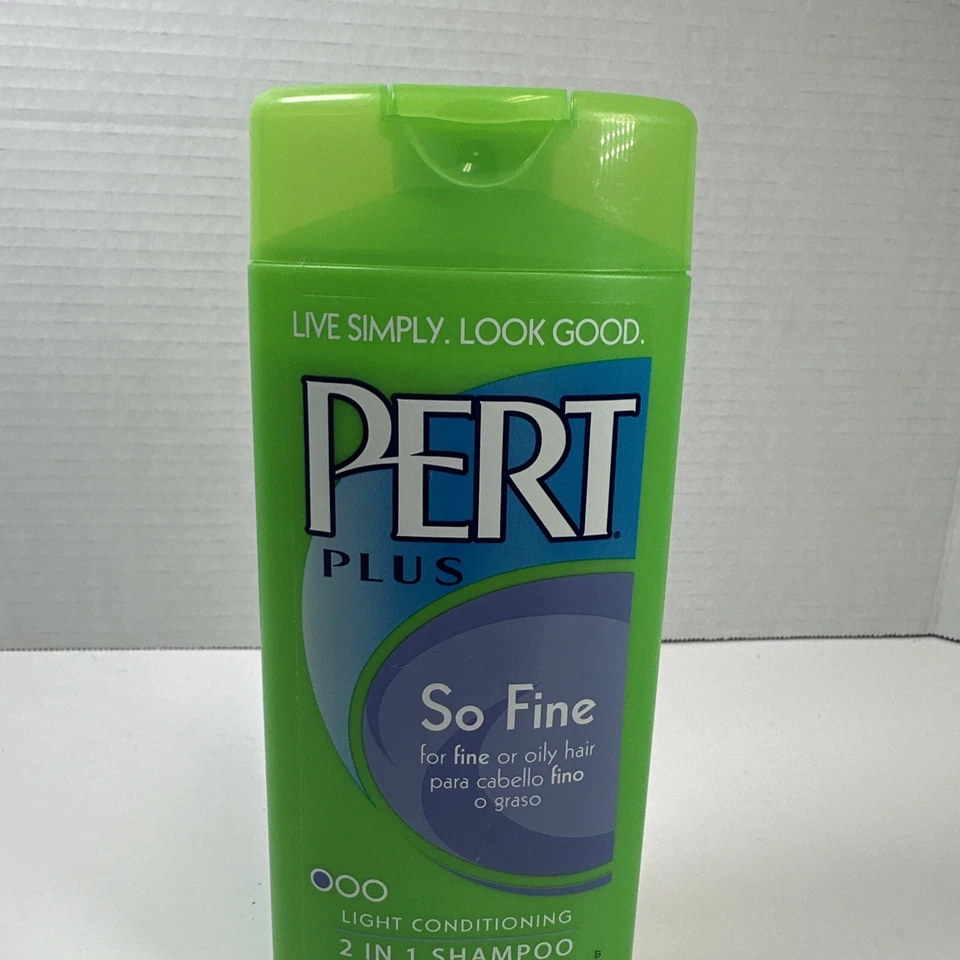 LIVE SIMPLY. LOOK GOOD.
PERT
PLUS
So Fine
for fine or oily hair
para cabello fino
o graso
LIGHT CONDITIONING
2 IN 1 SHAMPOO